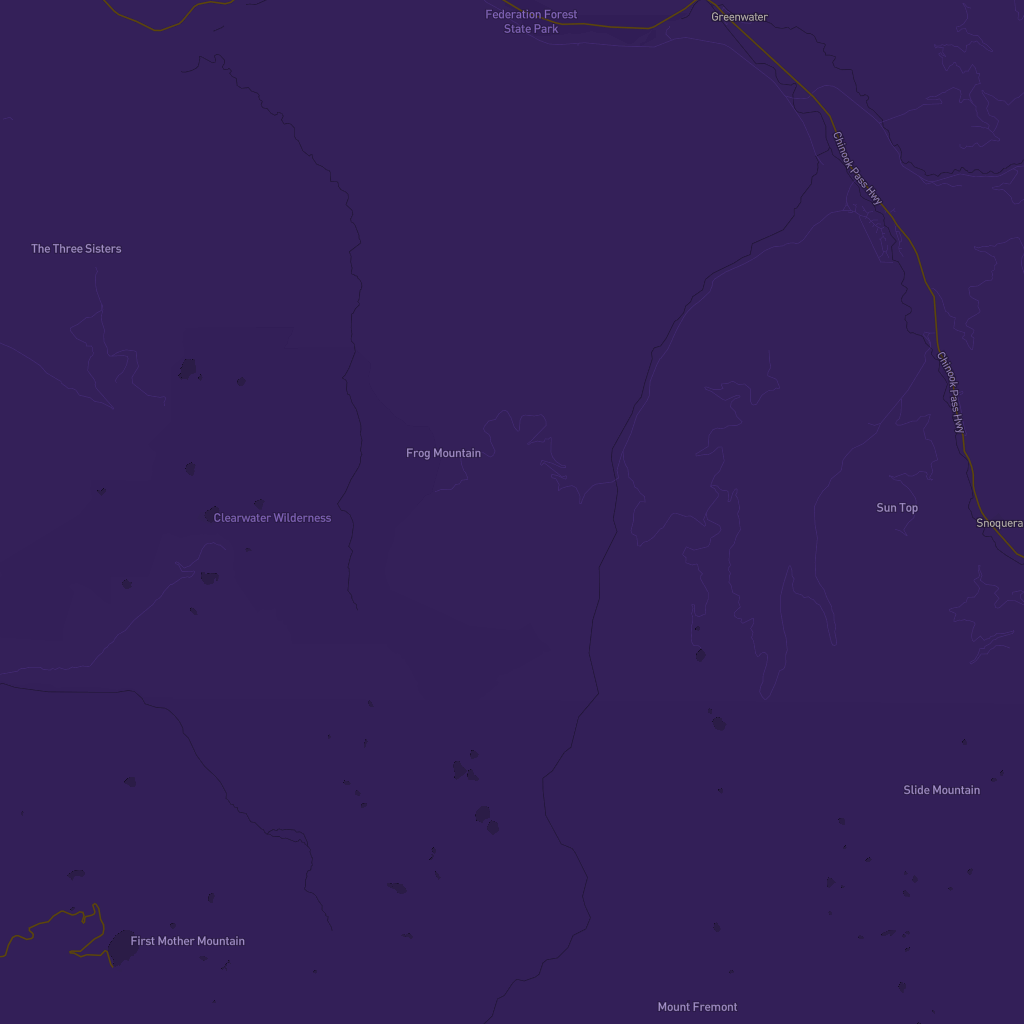 Federation Forest
State Park
Greenwater
Chinook Pass Hwy
The Three Sisters
Chinook Pass Hwy
Frog Mountain
Sun Top
Clearwater Wilderness
Snoquera
Slide Mountain
First Mother Mountain
Mount Fremont